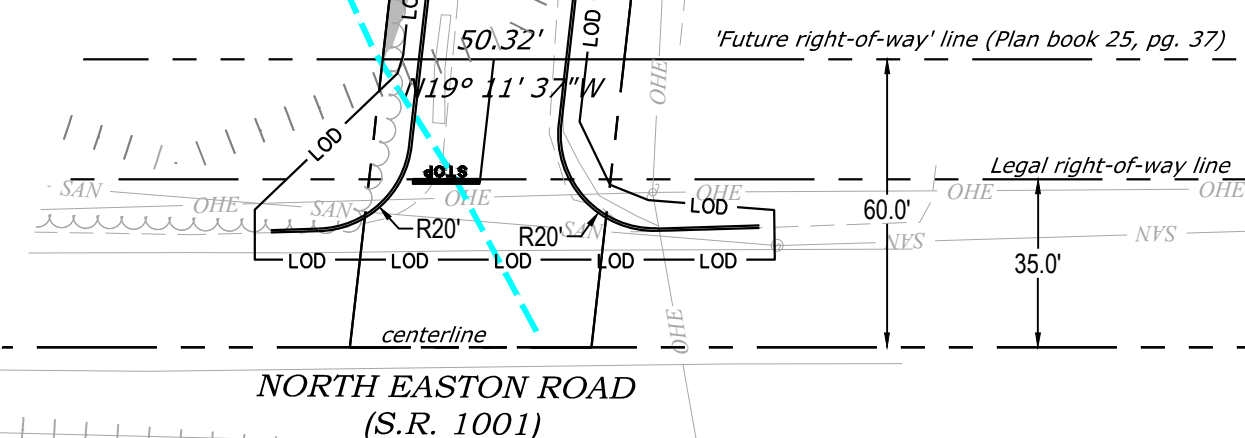 LO
50.32'
LOD
OHE
'Future right-of-way' line (Plan book 25, pg. 37)
N19° 11' 37"W
LOD
STOP
Legal right-of-way line
SAN
OHE
SAN
OHE
OHE
OHE
OHE
LOD
60.0'
R20'
R20'
SAN
SAN
SAN
LOD
LOD
LOD
LOD
LOD
35.0'
OHE
centerline
NORTH EASTON ROAD
(S.R. 1001)